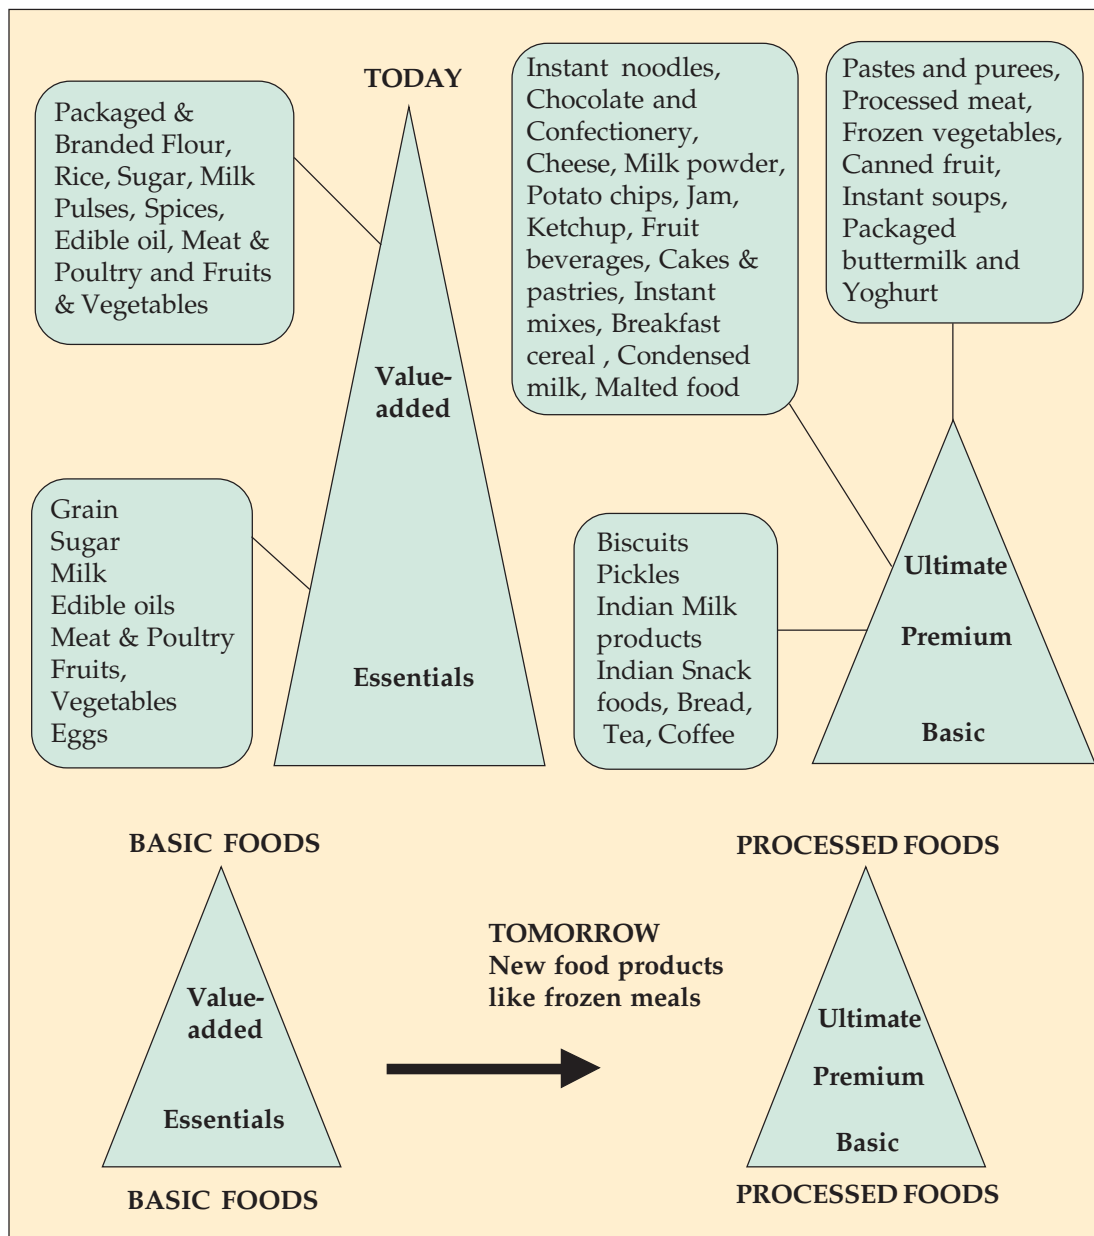 TODAY
Packaged &
Branded Flour,
Rice, Sugar, Milk
Pulses, Spices,
Edible oil, Meat &
Poultry and Fruits
& Vegetables
Value-
added
Grain
Sugar
Milk
Edible oils
Meat & Poultry
Fruits,
Vegetables
Eggs
Essentials
Instant noodles,
Chocolate and
Confectionery,
Cheese, Milk powder,
Potato chips, Jam,
Ketchup, Fruit
beverages, Cakes &
pastries, Instant
mixes, Breakfast
cereal , Condensed
milk, Malted food
Pastes and purees,
Processed meat,
Frozen vegetables,
Canned fruit,
Instant soups,
Packaged
buttermilk and
Yoghurt
Biscuits
Pickles
Indian Milk
products
Indian Snack
foods, Bread,
Tea, Coffee
Ultimate
Premium
Basic
BASIC FOODS
Value-
added
Essentials
BASIC FOODS
TOMORROW
New food products
like frozen meals
PROCESSED FOODS
Ultimate
Premium
Basic
PROCESSED FOODS